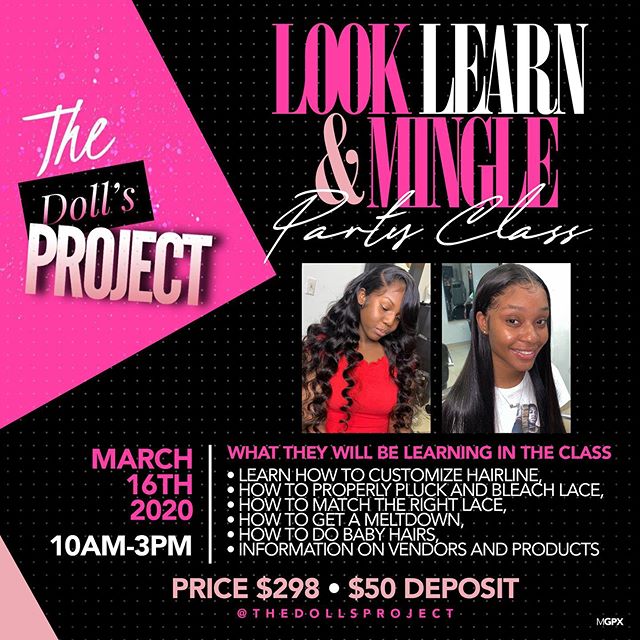 The
Doll's
PROJECT
LOOK LEARN
& MINGLE
Party Class
MARCH
16TH
2020
10AM-3PM
WHAT THEY WILL BE LEARNING IN THE CLASS
• LEARN HOW TO CUSTOMIZE HAIRLINE,
• HOW TO PROPERLY PLUCK AND BLEACH LACE,
• HOW TO MATCH THE RIGHT LACE,
• HOW TO GET A MELTDOWN,
• HOW TO DO BABY HAIRS,
• INFORMATION ON VENDORS AND PRODUCTS
PRICE $298 • $50 DEPOSIT
@THEDOLLSPROJECT
MGPX